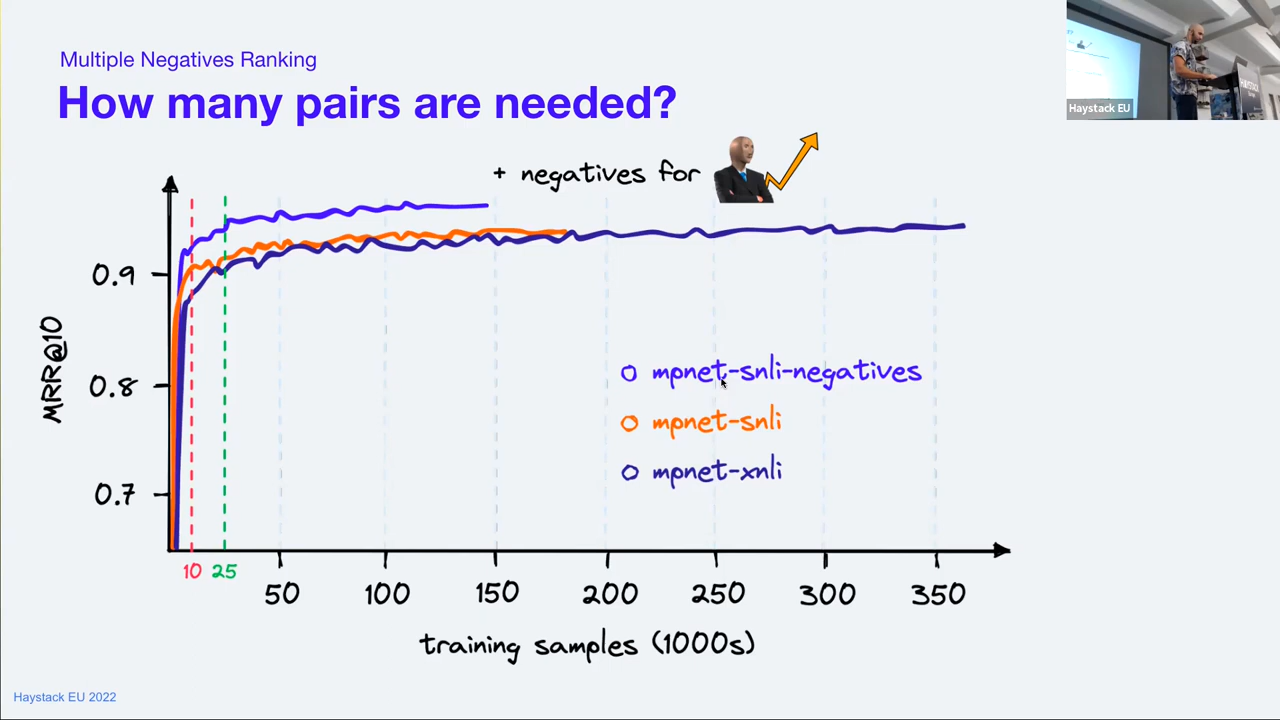 Multiple Negatives Ranking
How many pairs are needed?
Haystack EU
+ negatives for
MRR@10
0.9
0.8
0.7
mpnet-snli-negatives
mpnet-snli
mpnet-xnli
10 25
50 100 150 200 250 300 350
training samples (1000s)
Haystack EU 2022